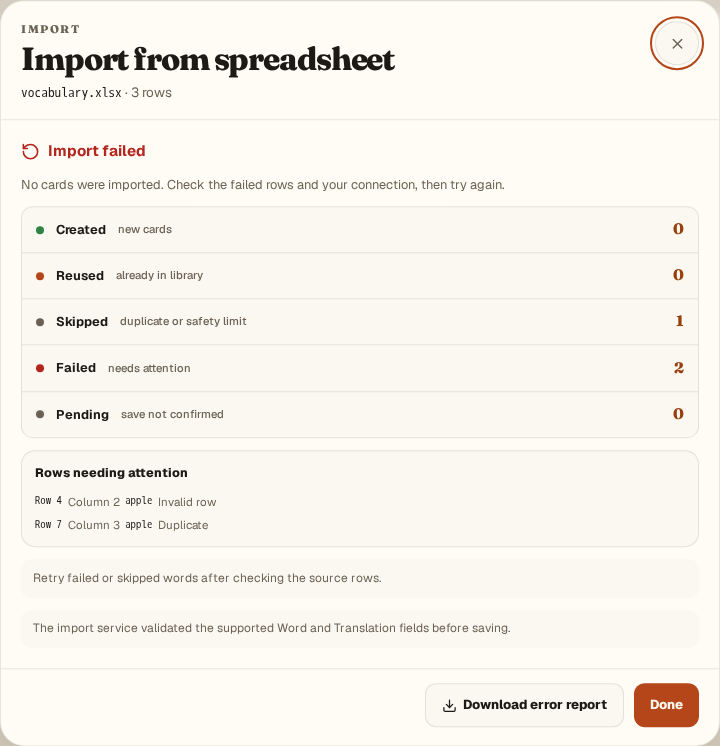 IMPORT
Import from spreadsheet
vocabulary.xlsx · 3 rows
Import failed
No cards were imported. Check the failed rows and your connection, then try again.
Created new cards 0
Reused already in library 0
Skipped duplicate or safety limit 1
Failed needs attention 2
Pending save not confirmed 0
Rows needing attention
Row 4 Column 2 apple Invalid row
Row 7 Column 3 apple Duplicate
Retry failed or skipped words after checking the source rows.
The import service validated the supported Word and Translation fields before saving.
Download error report Done